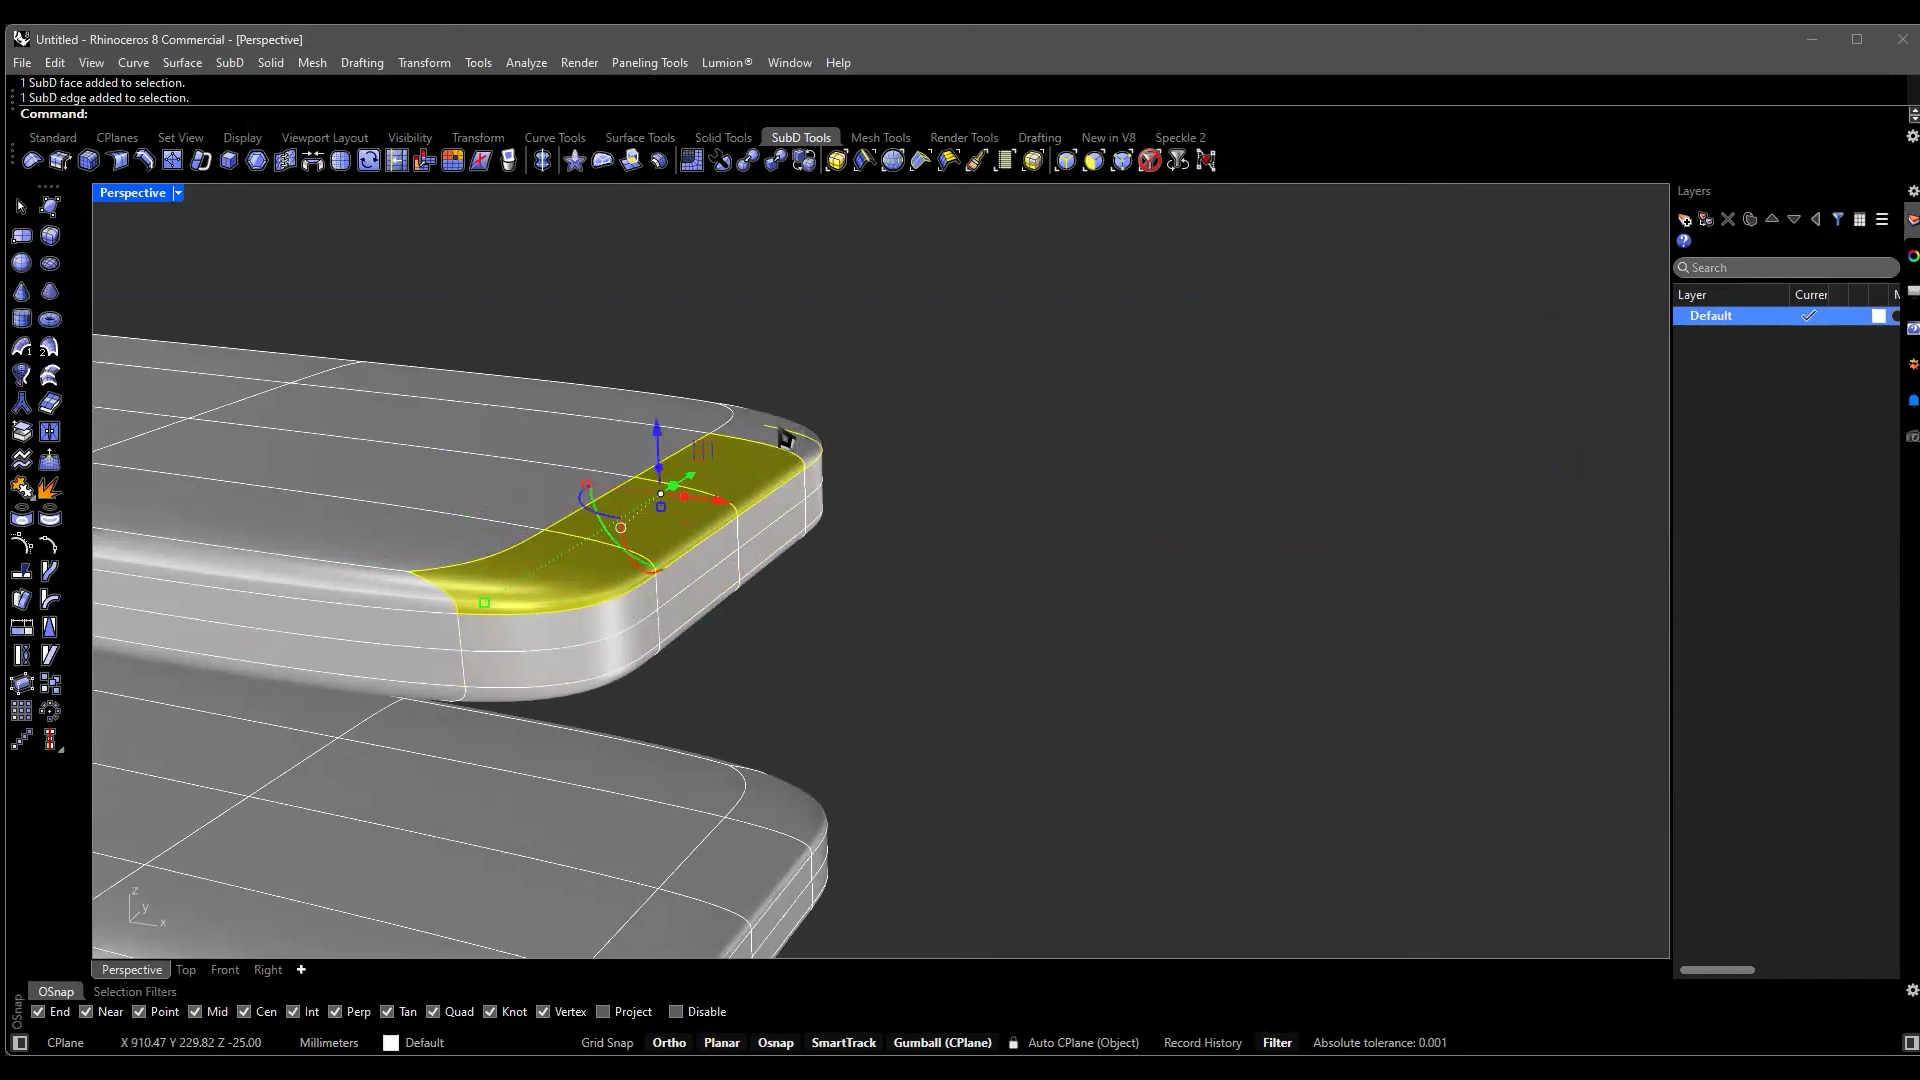 Untitled - Rhinoceros 8 Commercial - [Perspective]
File Edit View Curve Surface SubD Solid Mesh Drafting Transform Tools Analyze Render Paneling Tools Lumion® Window Help
1 SubD face added to selection.
1 SubD edge added to selection.
Command:
Standard CPlanes Set View Display Viewport Layout Visibility Transform Curve Tools Surface Tools Solid Tools SubD Tools Mesh Tools Render Tools Drafting New in V8 Speckle 2
Perspective
Layers
Search
Layer Currer M
Default
z
y
x
Perspective Top Front Right
OSnap Selection Filters
OSnap
End Near Point Mid Cen Int Perp Tan Quad Knot Vertex Project Disable
CPlane X 910.47 Y 229.82 Z -25.00 Millimeters Default Grid Snap Ortho Planar Osnap SmartTrack Gumball (CPlane) Auto CPlane (Object) Record History Filter Absolute tolerance: 0.001